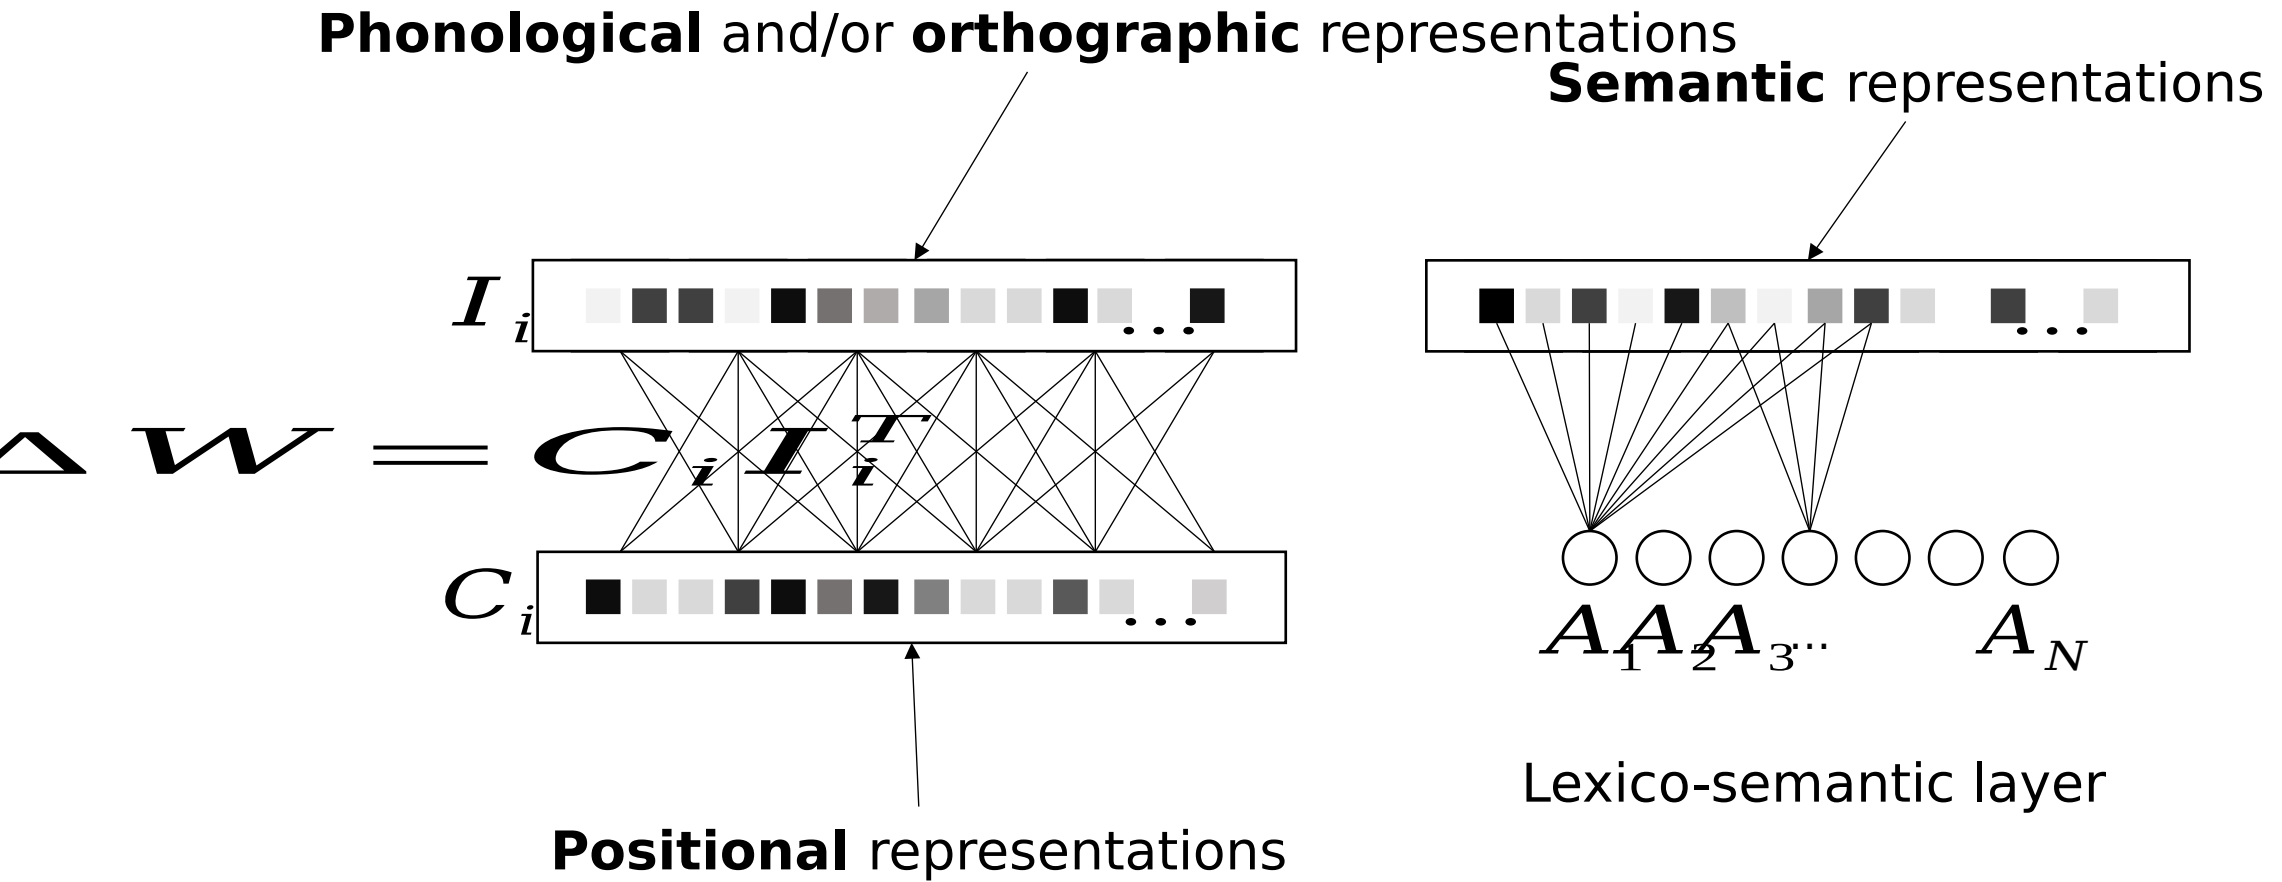 Phonological and/or orthographic representations
Semantic representations
I_i
...
...
ΔW = C_i I_i^T
C_i
...
A_1 A_2 A_3 ... A_N
Lexico-semantic layer
Positional representations